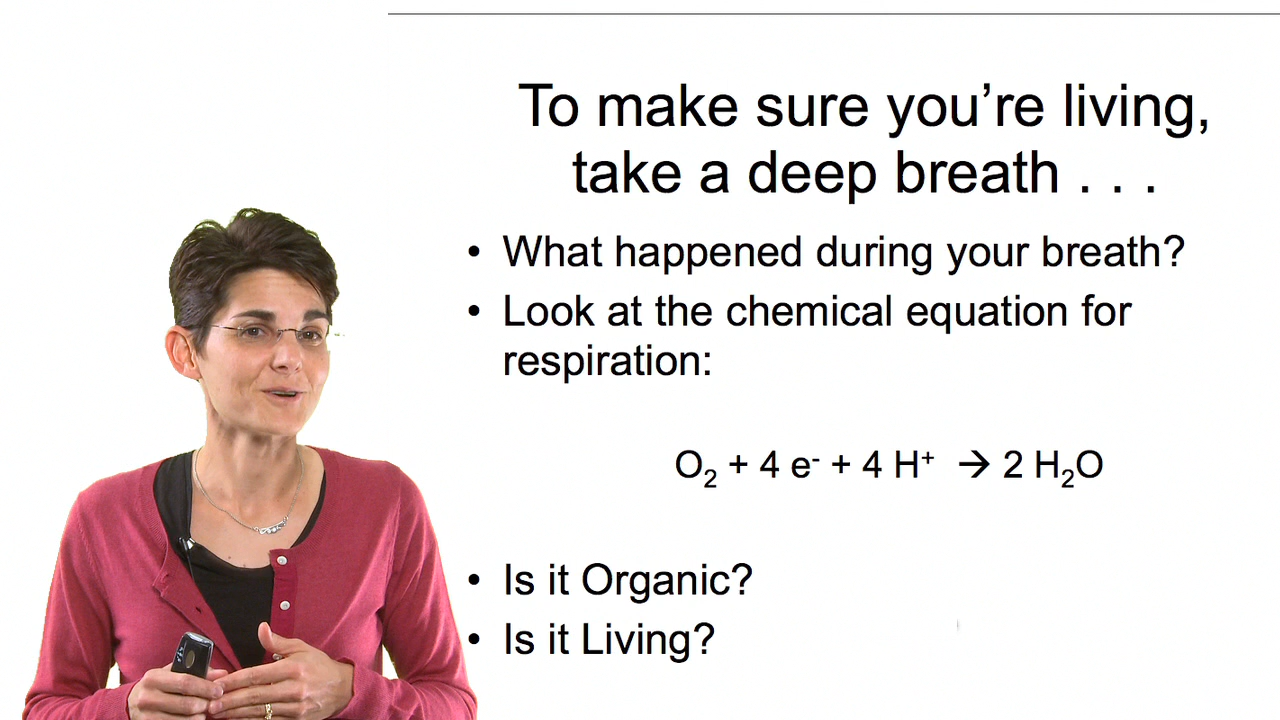 To make sure you’re living,
take a deep breath . . .
• What happened during your breath?
• Look at the chemical equation for
respiration:
O₂ + 4 e⁻ + 4 H⁺ → 2 H₂O
• Is it Organic?
• Is it Living?